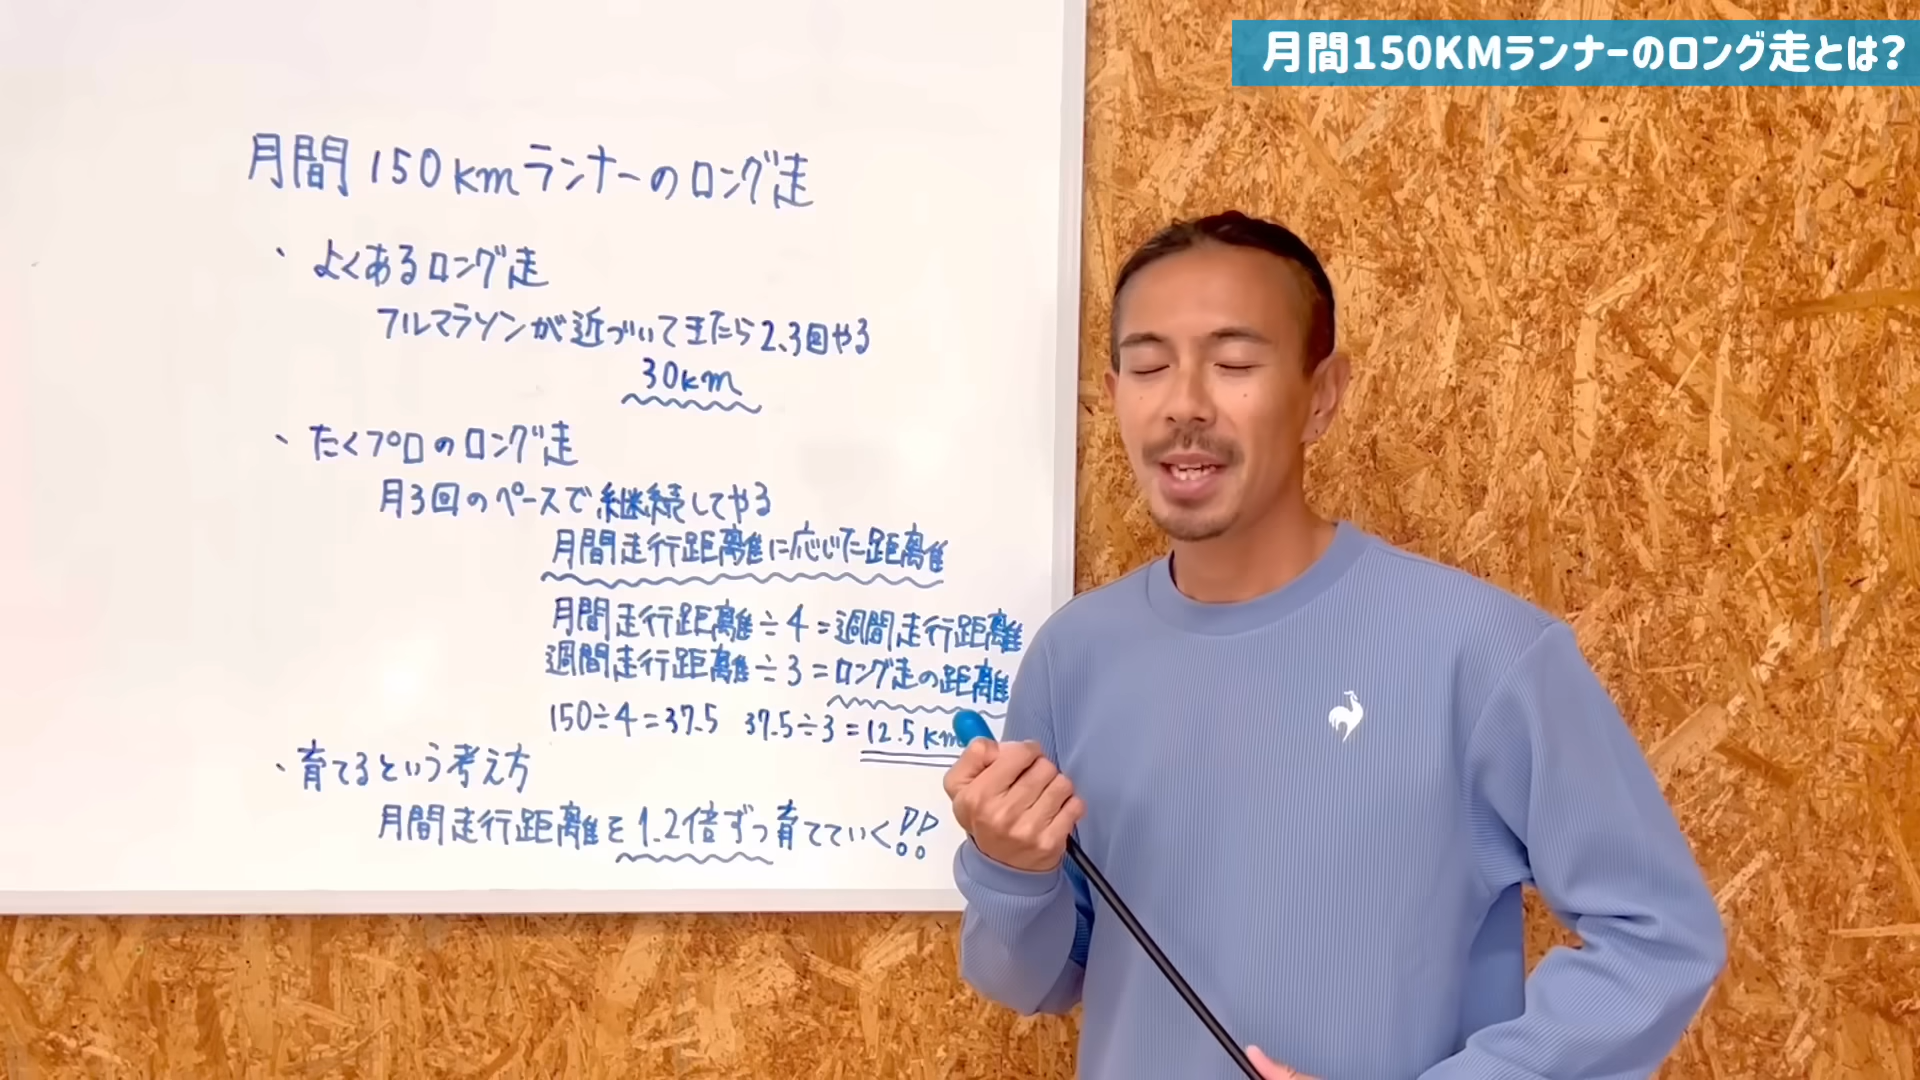 月間150KMランナーのロング走とは?
月間150kmランナーのロング走
・よくあるロング走
フルマラソンが近づいてきたら2、3回やる
30km
・たくプロのロング走
月3回のペースで継続してやる
月間走行距離に応じた距離
月間走行距離÷4=週間走行距離
週間走行距離÷3=ロング走の距離
150÷4=37.5 37.5÷3=12.5km
・育てるという考え方
月間走行距離を1.2倍ずつ育てていく!!